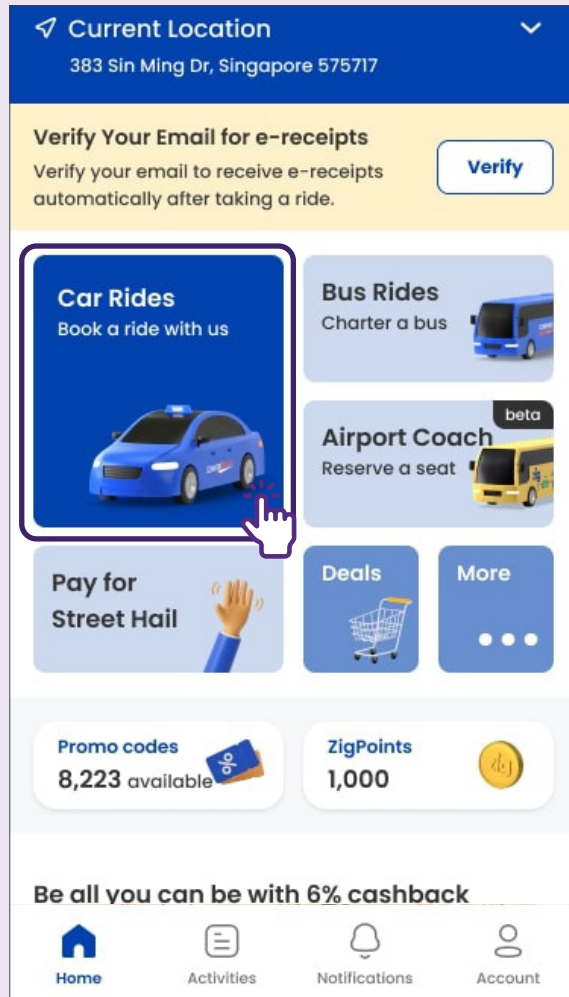 Current Location
383 Sin Ming Dr, Singapore 575717
Verify Your Email for e-receipts
Verify your email to receive e-receipts
automatically after taking a ride.
Verify
Car Rides
Book a ride with us
Bus Rides
Charter a bus
beta
Airport Coach
Reserve a seat
Pay for
Street Hail
Deals
More
Promo codes
8,223 available
%
ZigPoints
1,000
Be all you can be with 6% cashback
Home
Activities
Notifications
Account